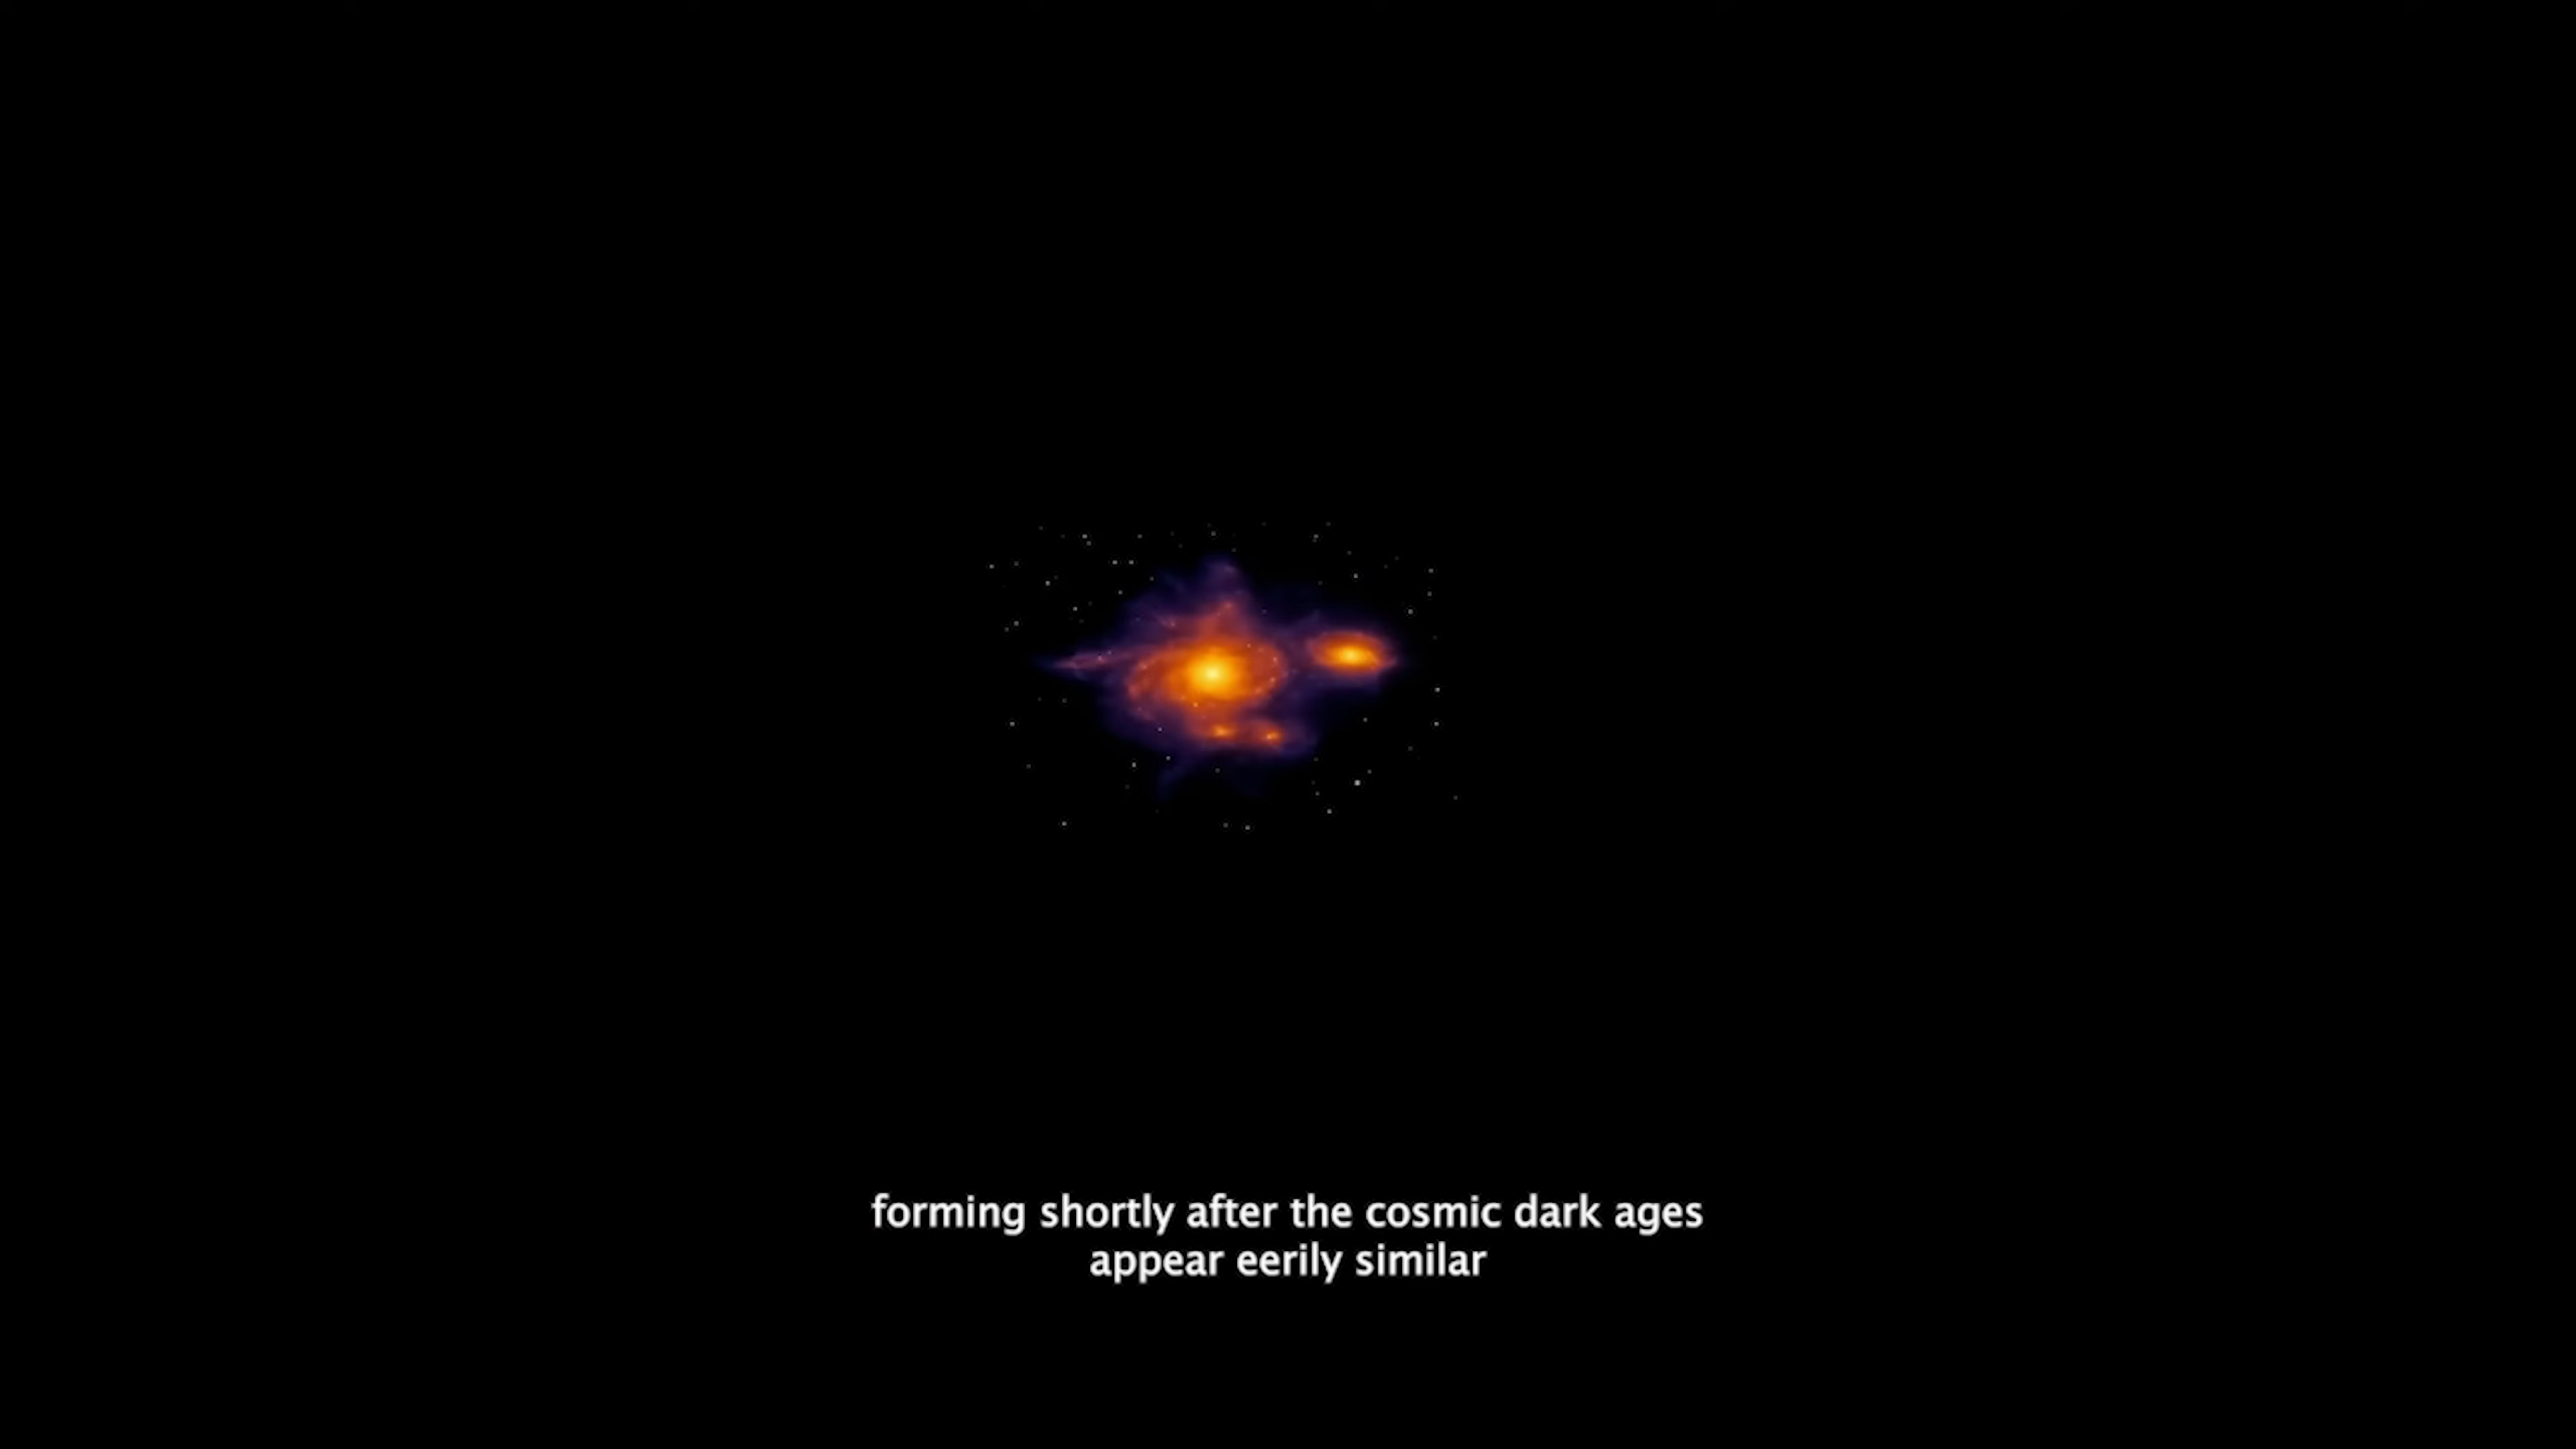 forming shortly after the cosmic dark ages
appear eerily similar